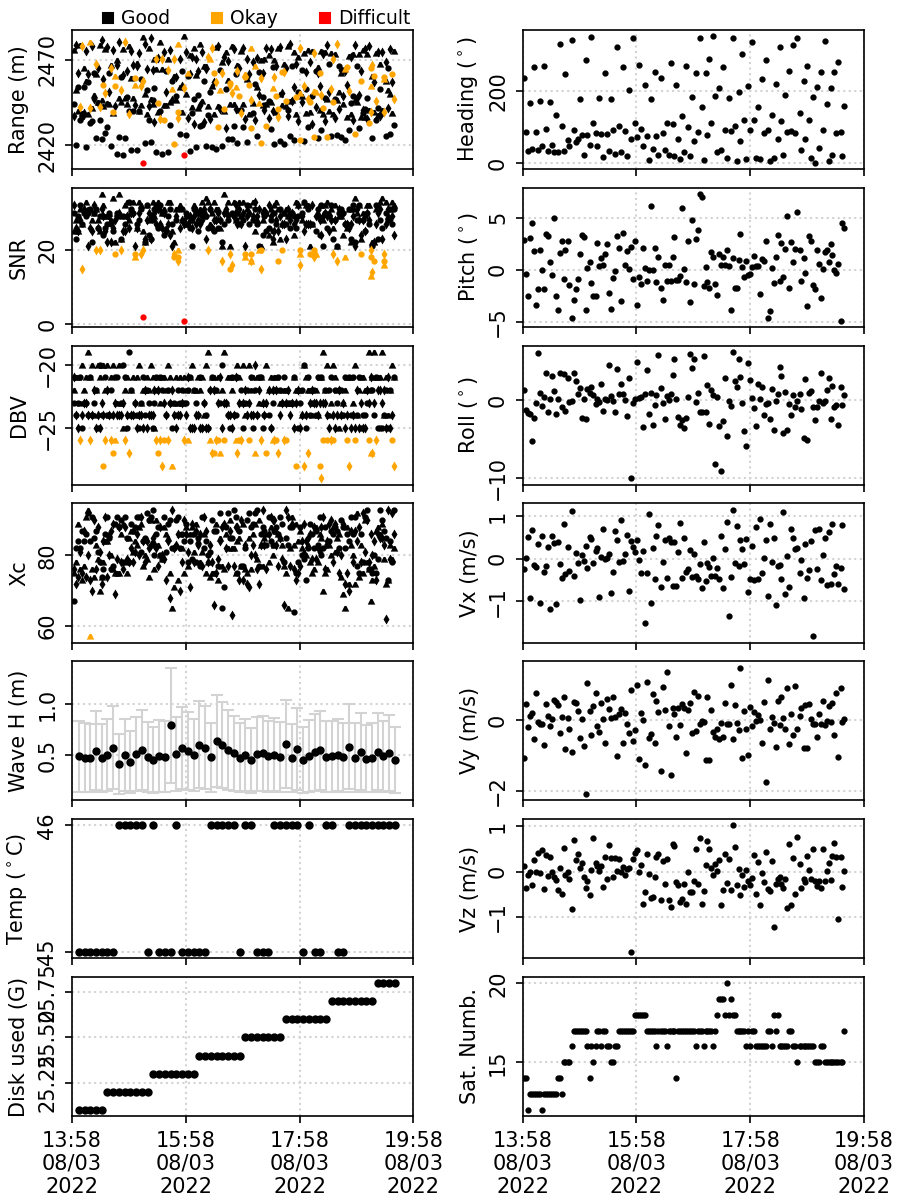 Good Okay Difficult
Range (m)
2470
2420
Heading (°)
200
0
SNR
20
0
Pitch (°)
5
0
−5
DBV
−20
−25
Roll (°)
0
−10
Xc
80
60
Vx (m/s)
1
0
−1
Wave H (m)
1.0
0.5
Vy (m/s)
0
−2
Temp (°C)
46
45
Vz (m/s)
1
0
−1
Disk used (G)
25.75
25.50
25.25
Sat. Numb.
20
15
13:58 15:58 17:58 19:58 13:58 15:58 17:58 19:58
08/03 08/03 08/03 08/03 08/03 08/03 08/03 08/03
2022 2022 2022 2022 2022 2022 2022 2022